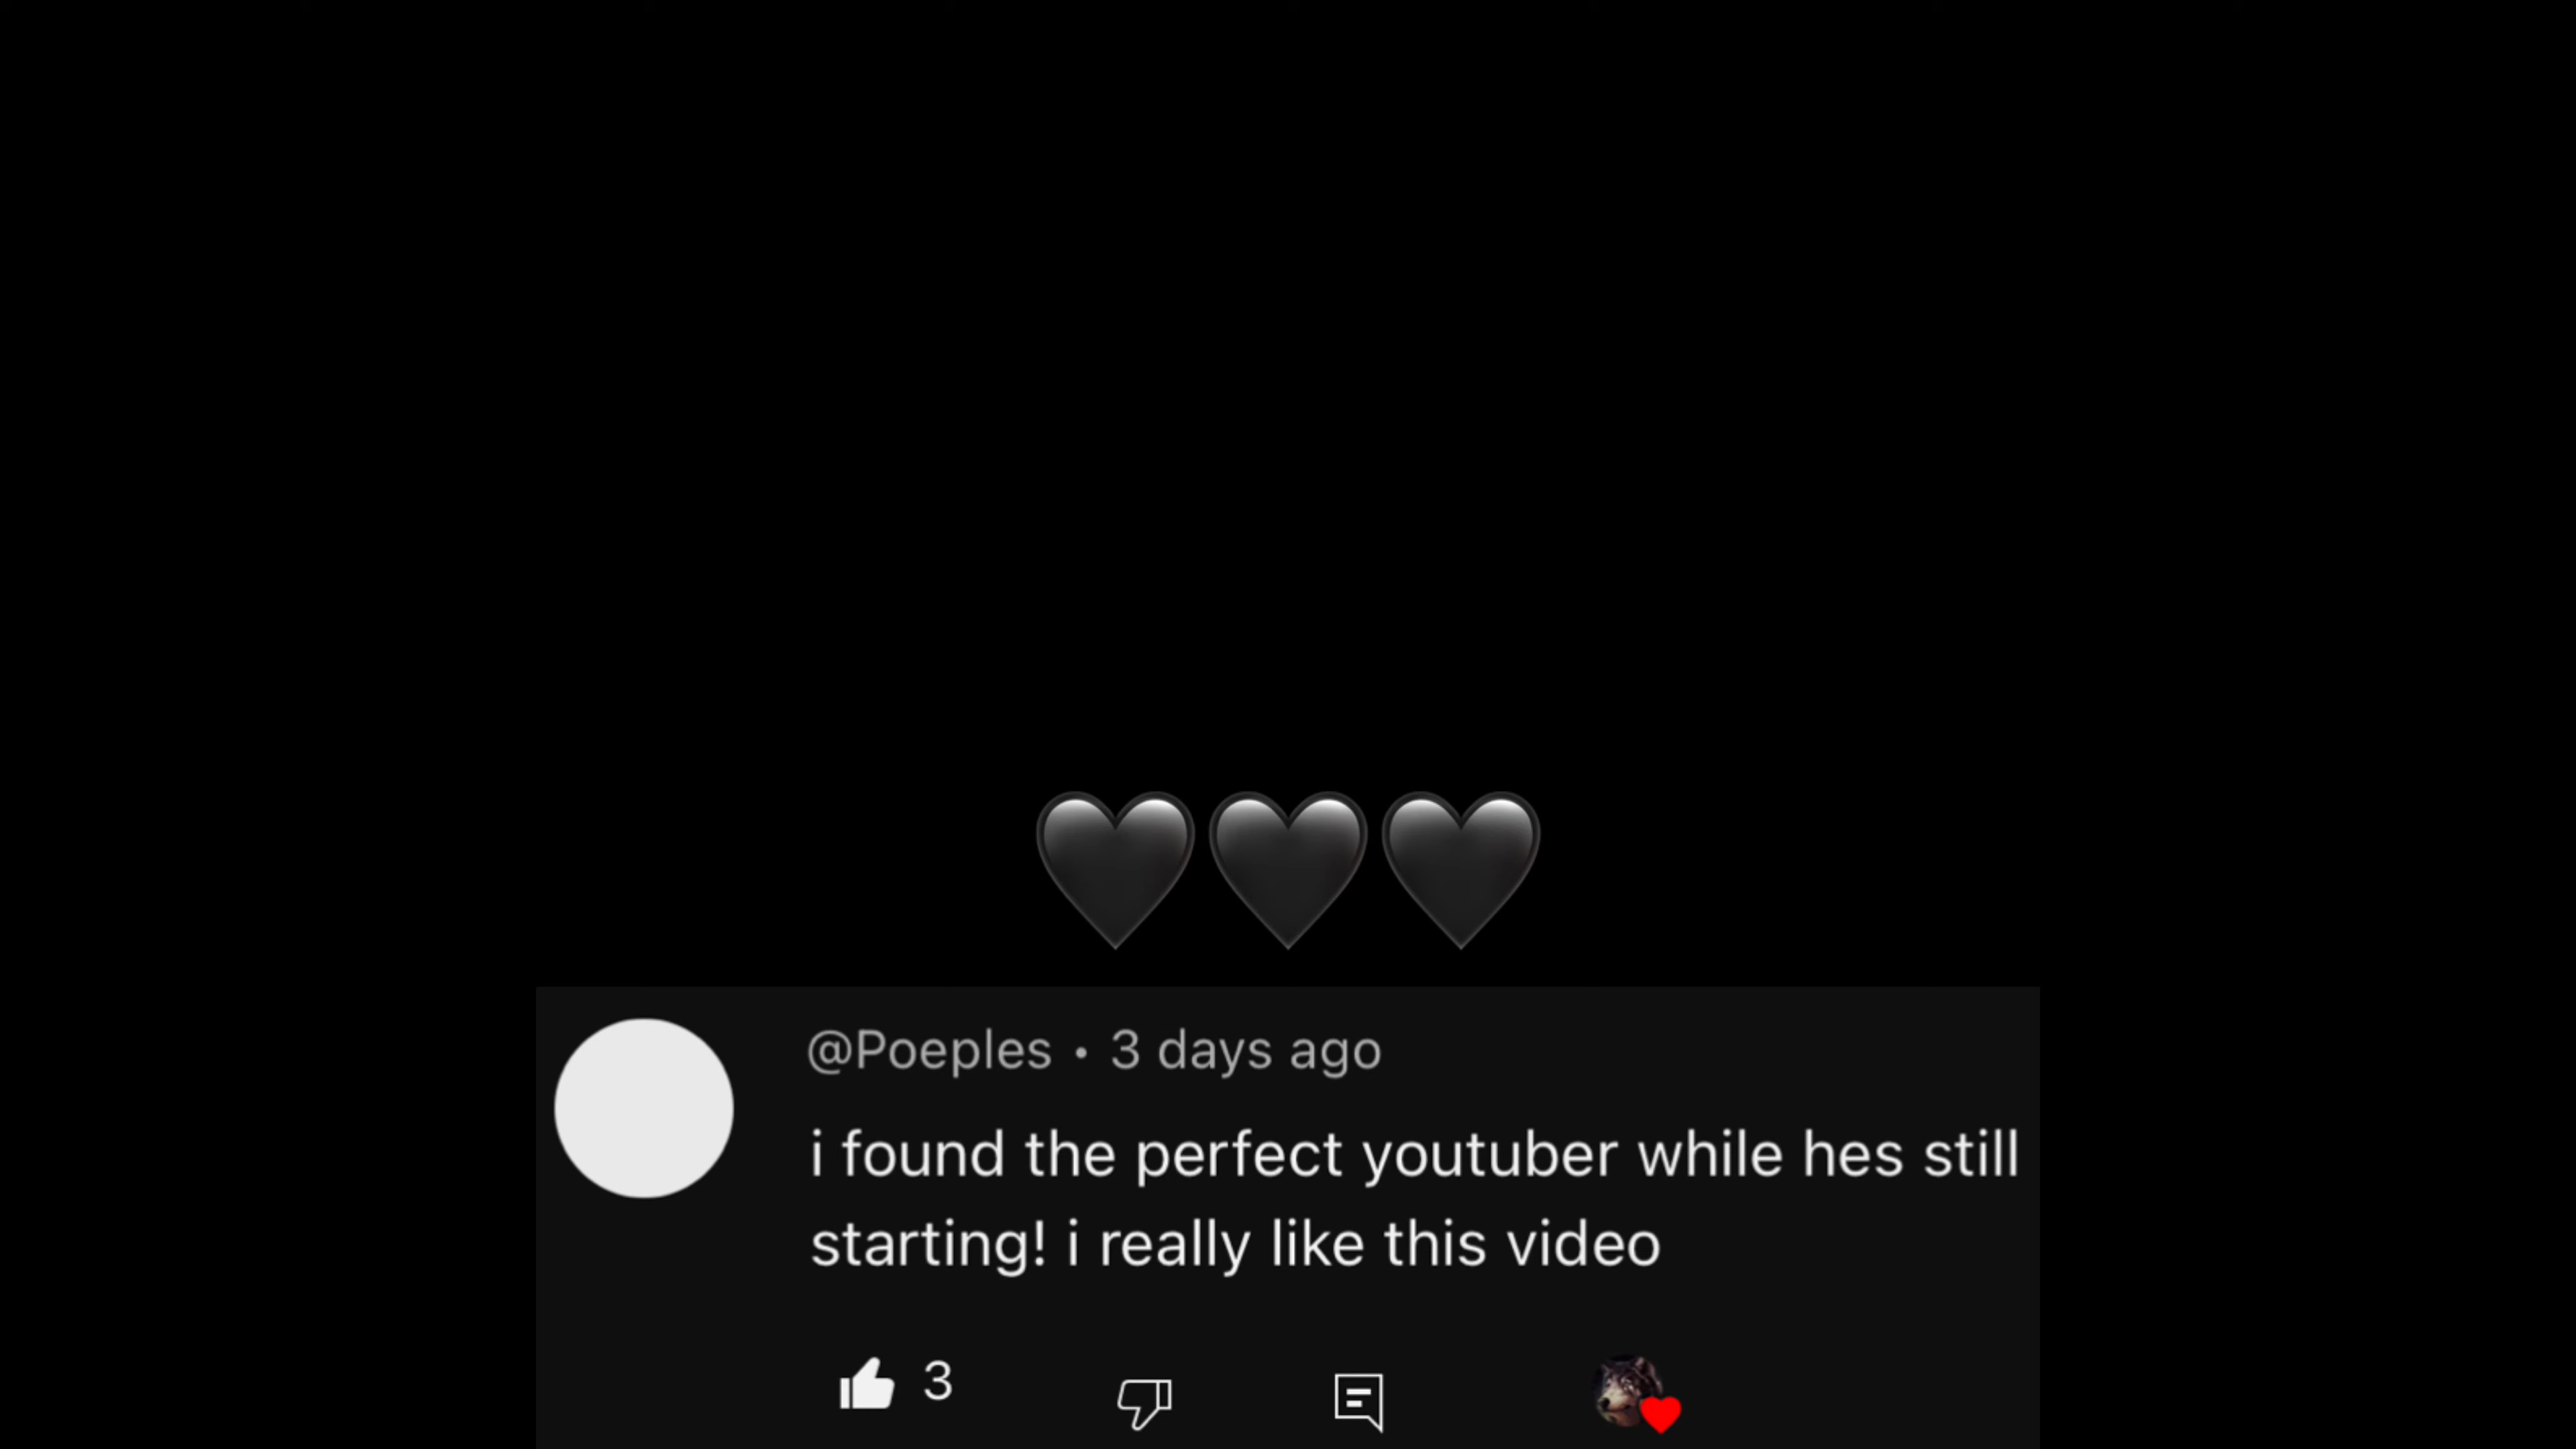 🖤🖤🖤
@Poeples • 3 days ago
i found the perfect youtuber while hes still
starting! i really like this video
3